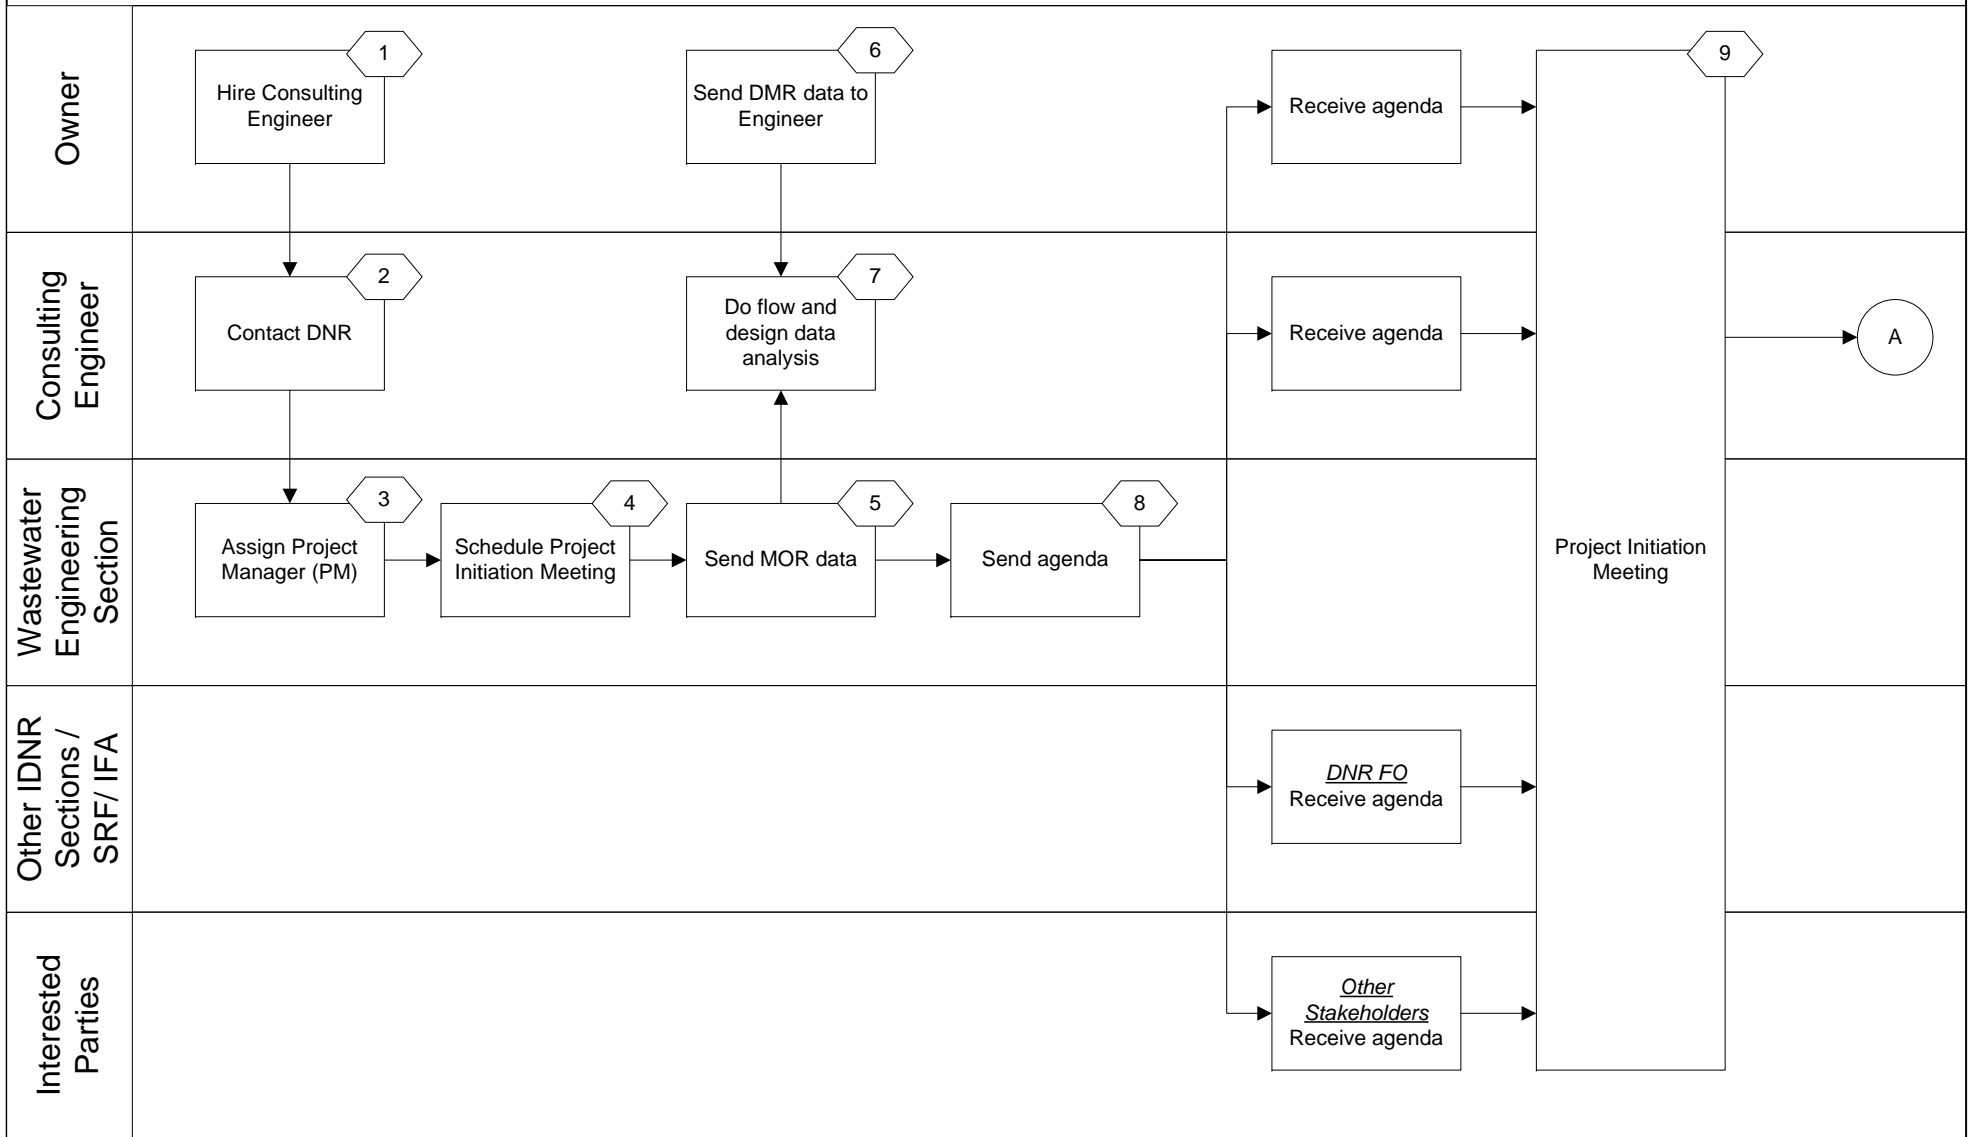 Owner
1
Hire Consulting
Engineer
6
Send DMR data to
Engineer
Receive agenda
9
Project Initiation
Meeting
Consulting
Engineer
2
Contact DNR
7
Do flow and
design data
analysis
Receive agenda
A
Wastewater
Engineering
Section
3
Assign Project
Manager (PM)
4
Schedule Project
Initiation Meeting
5
Send MOR data
8
Send agenda
Other IDNR
Sections /
SRF/ IFA
DNR FO
Receive agenda
Interested
Parties
Other
Stakeholders
Receive agenda